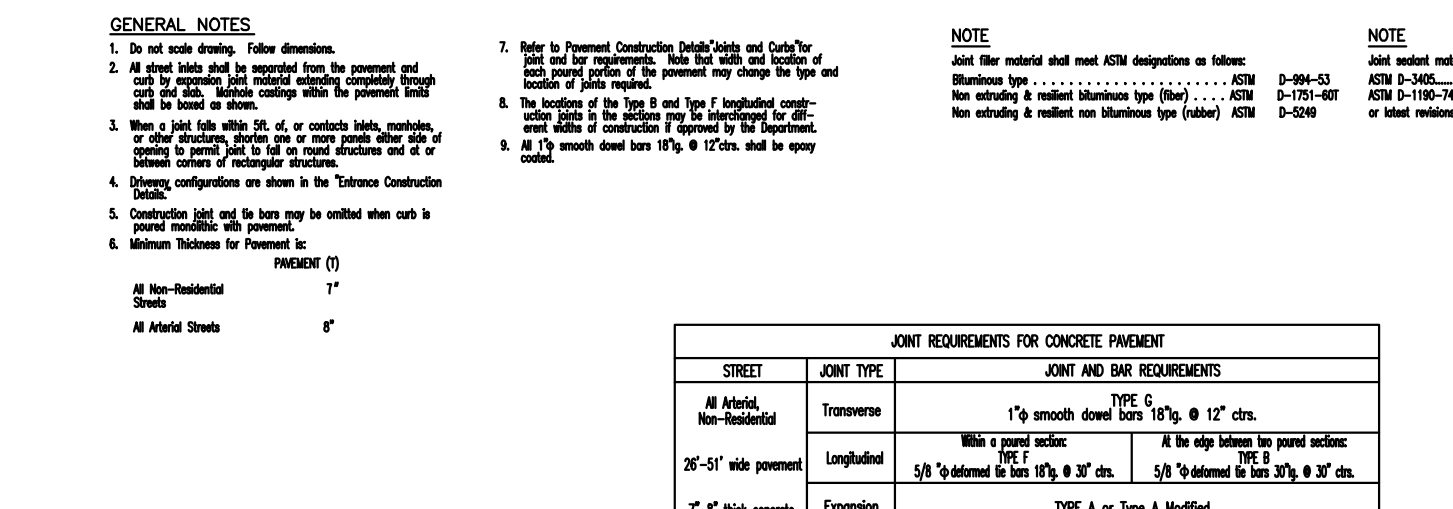 GENERAL NOTES
1. Do not scale drawing. Follow dimensions.
2. All street inlets shall be separated from the pavement and
curb by expansion joint material extending completely through
curb and slab. Manhole castings within the pavement limits
shall be boxed as shown.
3. When a joint falls within 5ft. of, or contacts inlets, manholes,
or other structures, shorten one or more panels either side of
opening to permit joint to fall on round structures and at or
between corners of rectangular structures.
4. Driveway configurations are shown in the "Entrance Construction
Details."
5. Construction joint and tie bars may be omitted when curb is
poured monolithic with pavement.
6. Minimum Thickness for Pavement is:
PAVEMENT (T)
All Non-Residential 7"
Streets
All Arterial Streets 8"
7. Refer to Pavement Construction Details"Joints and Curbs"for
joint and bar requirements. Note that width and location of
each poured portion of the pavement may change the type and
location of joints required.
8. The locations of the Type B and Type F longitudinal constr-
uction joints in the sections may be interchanged for diff-
erent widths of construction if approved by the Department.
9. All 1"ϕ smooth dowel bars 18"lg. @ 12"ctrs. shall be epoxy
coated.
NOTE
Joint filler material shall meet ASTM designations as follows:
Bituminous type . . . . . . . . . . . . . . . . . . . . . . . . ASTM D-994-53
Non extruding & resilient bituminuos type (fiber) . . . . ASTM D-1751-60T
Non extruding & resilient non bituminous type (rubber) ASTM D-5249
NOTE
Joint sealant mat
ASTM D-3405......
ASTM D-1190-74
or latest revisions
JOINT REQUIREMENTS FOR CONCRETE PAVEMENT
STREET JOINT TYPE JOINT AND BAR REQUIREMENTS
All Arterial,
Non-Residential
Transverse
TYPE G
1"ϕ smooth dowel bars 18"lg. @ 12" ctrs.
26'-51' wide pavement
Longitudinal
Within a poured section:
TYPE F
5/8 "ϕ deformed tie bars 18"lg. @ 30" ctrs.
At the edge between two poured sections:
TYPE B
5/8 "ϕ deformed tie bars 30"lg. @ 30" ctrs.
7"-8" thick concrete
Expansion
TYPE A or Type A Modified